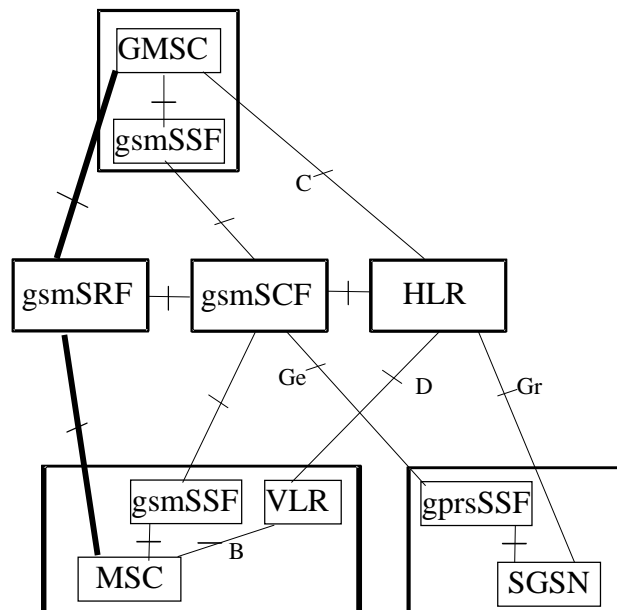 GMSC
gsmSSF
C
gsmSRF
gsmSCF
HLR
Ge
D
Gr
gsmSSF
VLR
gprsSSF
B
MSC
SGSN